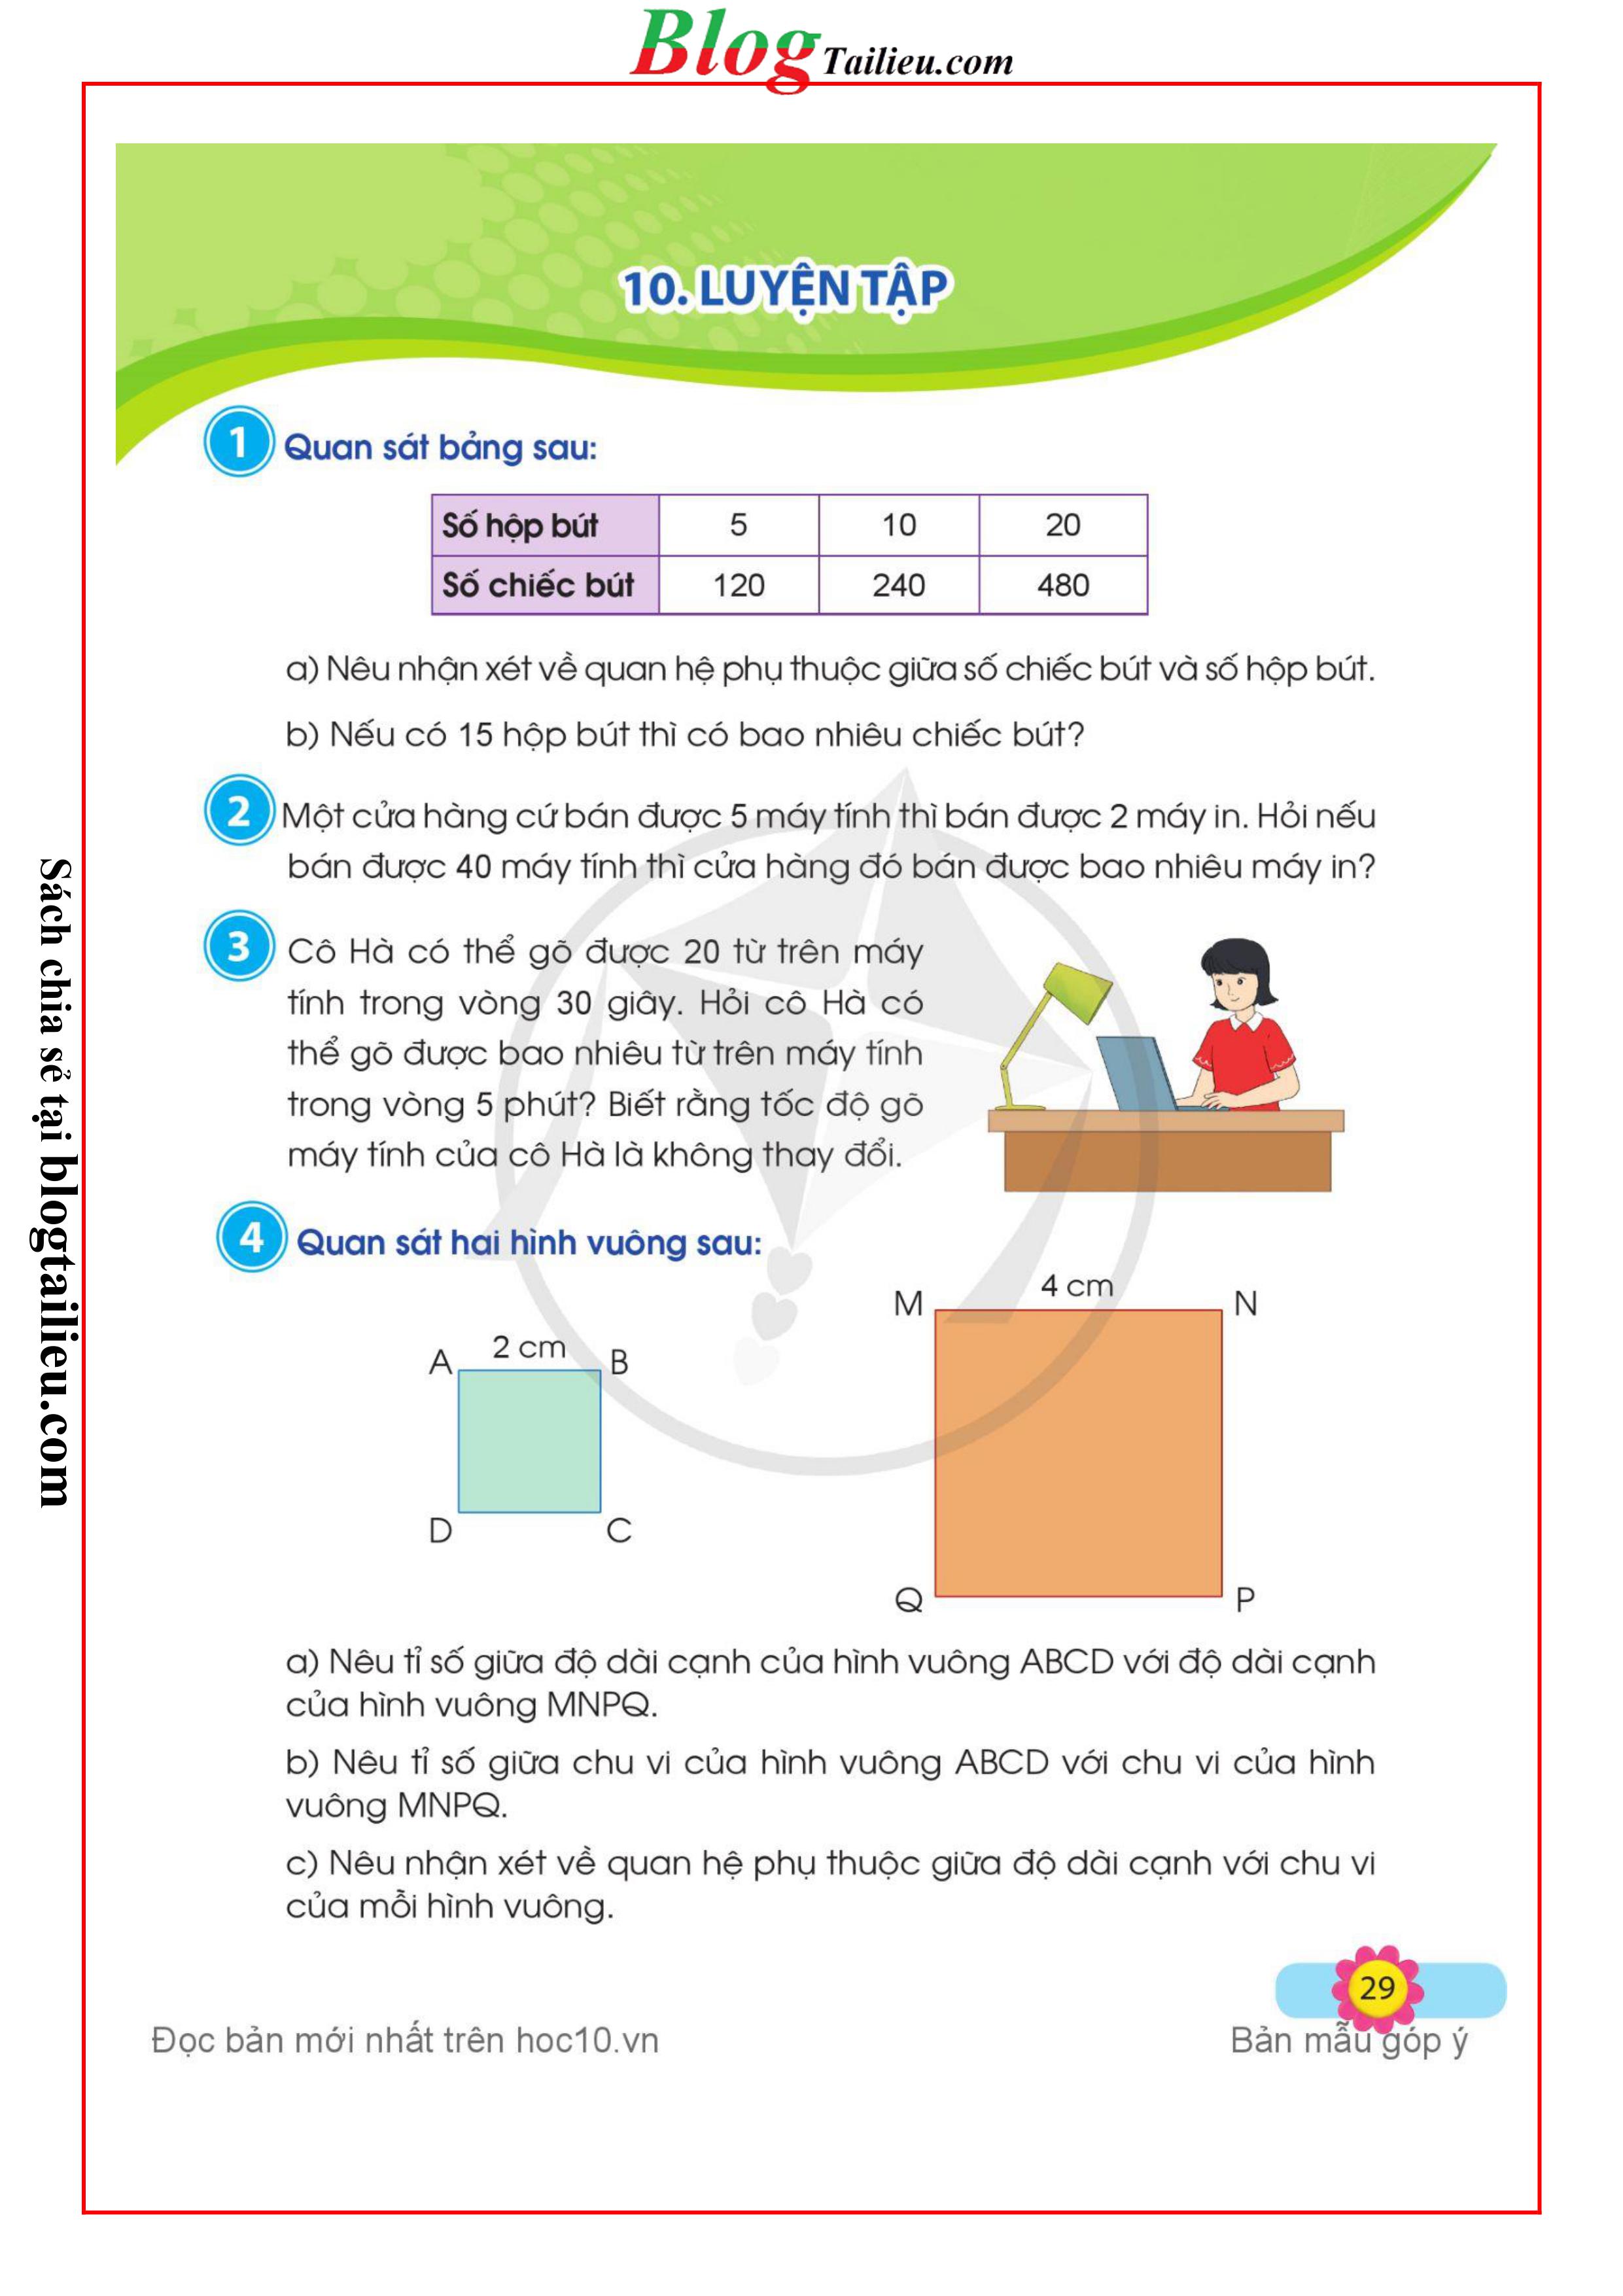 Blog Tailieu.com
10. LUYỆN TẬP
1 Quan sát bảng sau:
Số hộp bút 5 10 20
Số chiếc bút 120 240 480
a) Nêu nhận xét về quan hệ phụ thuộc giữa số chiếc bút và số hộp bút.
b) Nếu có 15 hộp bút thì có bao nhiêu chiếc bút?
2 Một cửa hàng cứ bán được 5 máy tính thì bán được 2 máy in. Hỏi nếu
bán được 40 máy tính thì cửa hàng đó bán được bao nhiêu máy in?
3 Cô Hà có thể gõ được 20 từ trên máy
tính trong vòng 30 giây. Hỏi cô Hà có
thể gõ được bao nhiêu từ trên máy tính
trong vòng 5 phút? Biết rằng tốc độ gõ
máy tính của cô Hà là không thay đổi.
4 Quan sát hai hình vuông sau:
A 2 cm B
D C
M 4 cm N
Q P
a) Nêu tỉ số giữa độ dài cạnh của hình vuông ABCD với độ dài cạnh
của hình vuông MNPQ.
b) Nêu tỉ số giữa chu vi của hình vuông ABCD với chu vi của hình
vuông MNPQ.
c) Nêu nhận xét về quan hệ phụ thuộc giữa độ dài cạnh với chu vi
của mỗi hình vuông.
29
Đọc bản mới nhất trên hoc10.vn
Bản mẫu góp ý
Sách chia sẻ tại blogtailieu.com